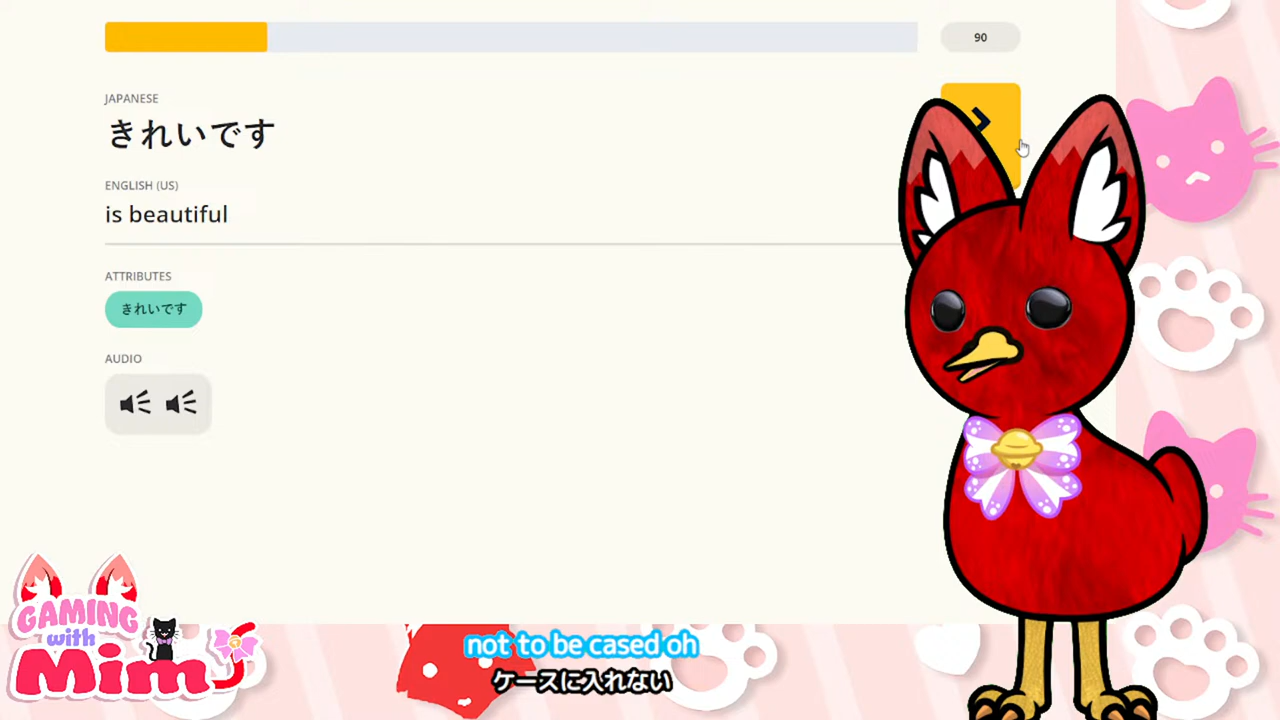 90
JAPANESE
きれいです
ENGLISH (US)
is beautiful
ATTRIBUTES
きれいです
AUDIO
GAMING
with
Mim
not to be cased oh
ケースに入れない